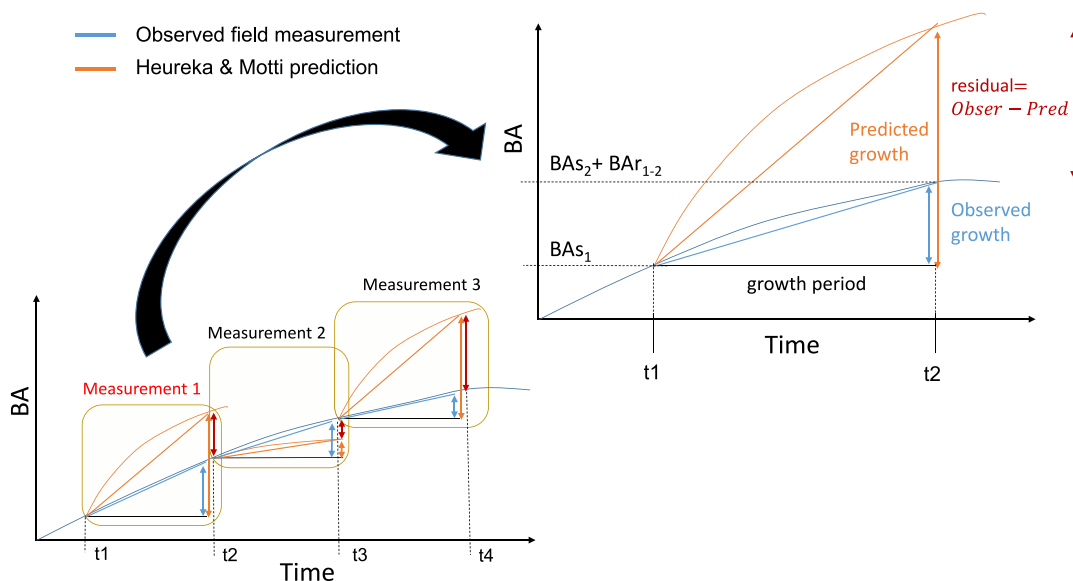 Observed field measurement
Heureka & Motti prediction
BA
residual=
Obser − Pred
Predicted
growth
BAs2+ BAr1-2
Observed
growth
BAs1
growth period
Time
t1
t2
Measurement 3
Measurement 2
Measurement 1
BA
t1
t2
t3
t4
Time